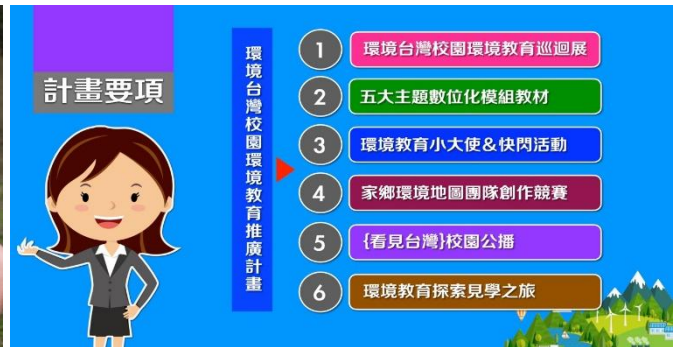 計畫要項
環境台灣校園環境教育推廣計畫
1 環境台灣校園環境教育巡迴展
2 五大主題數位化模組教材
3 環境教育小大使&快閃活動
4 家鄉環境地圖團隊創作競賽
5 {看見台灣}校園公播
6 環境教育探索見學之旅